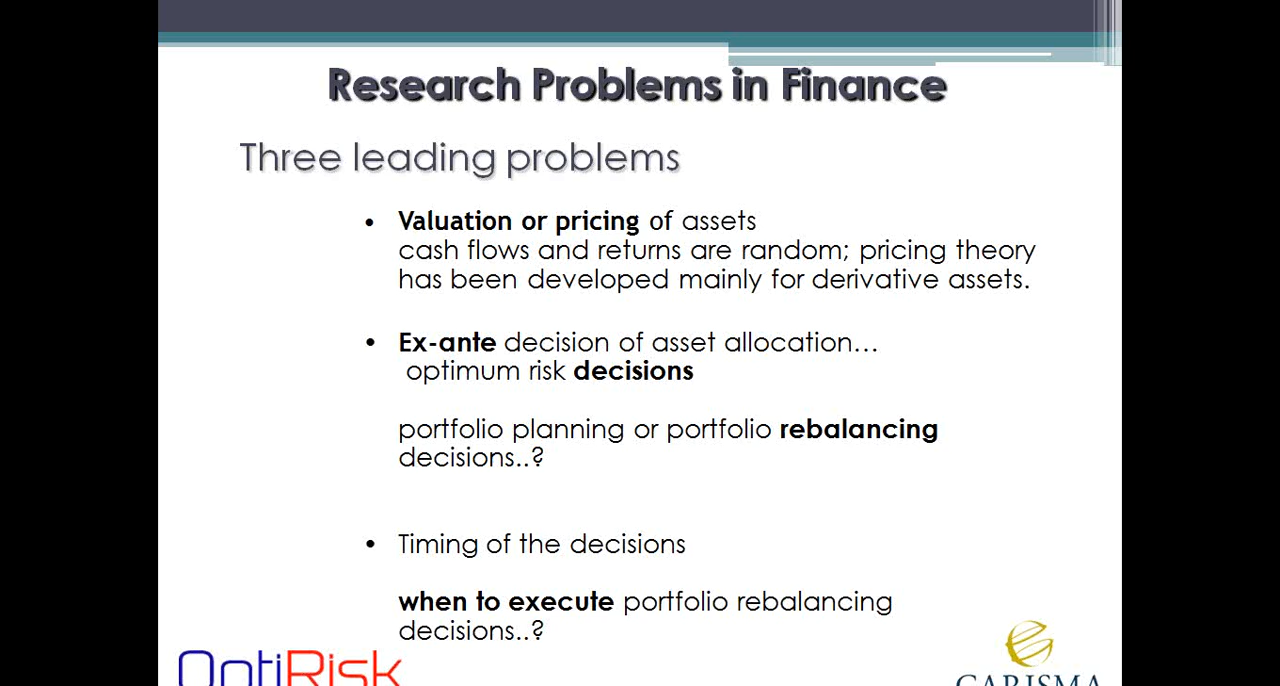 Research Problems in Finance
Three leading problems
• Valuation or pricing of assets
cash flows and returns are random; pricing theory
has been developed mainly for derivative assets.
• Ex-ante decision of asset allocation...
optimum risk decisions
portfolio planning or portfolio rebalancing
decisions..?
• Timing of the decisions
when to execute portfolio rebalancing
decisions..?
OptiRisk
CARISMA